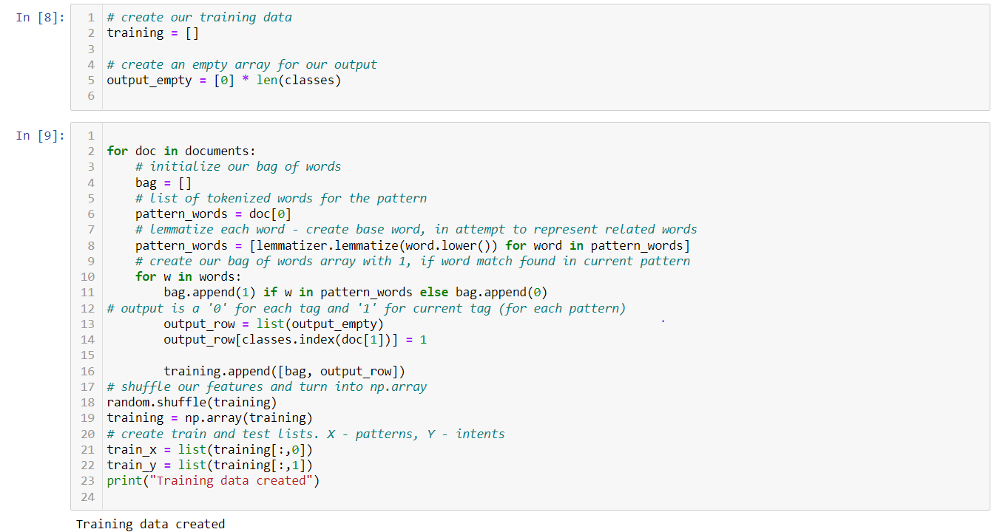 In [8]:
1 # create our training data
2 training = []
3
4 # create an empty array for our output
5 output_empty = [0] * len(classes)
6
In [9]:
1
2 for doc in documents:
3     # initialize our bag of words
4     bag = []
5     # list of tokenized words for the pattern
6     pattern_words = doc[0]
7     # lemmatize each word - create base word, in attempt to represent related words
8     pattern_words = [lemmatizer.lemmatize(word.lower()) for word in pattern_words]
9     # create our bag of words array with 1, if word match found in current pattern
10     for w in words:
11         bag.append(1) if w in pattern_words else bag.append(0)
12 # output is a '0' for each tag and '1' for current tag (for each pattern)
13         output_row = list(output_empty)
14         output_row[classes.index(doc[1])] = 1
15
16         training.append([bag, output_row])
17 # shuffle our features and turn into np.array
18 random.shuffle(training)
19 training = np.array(training)
20 # create train and test lists. X - patterns, Y - intents
21 train_x = list(training[:,0])
22 train_y = list(training[:,1])
23 print("Training data created")
24
Training data created